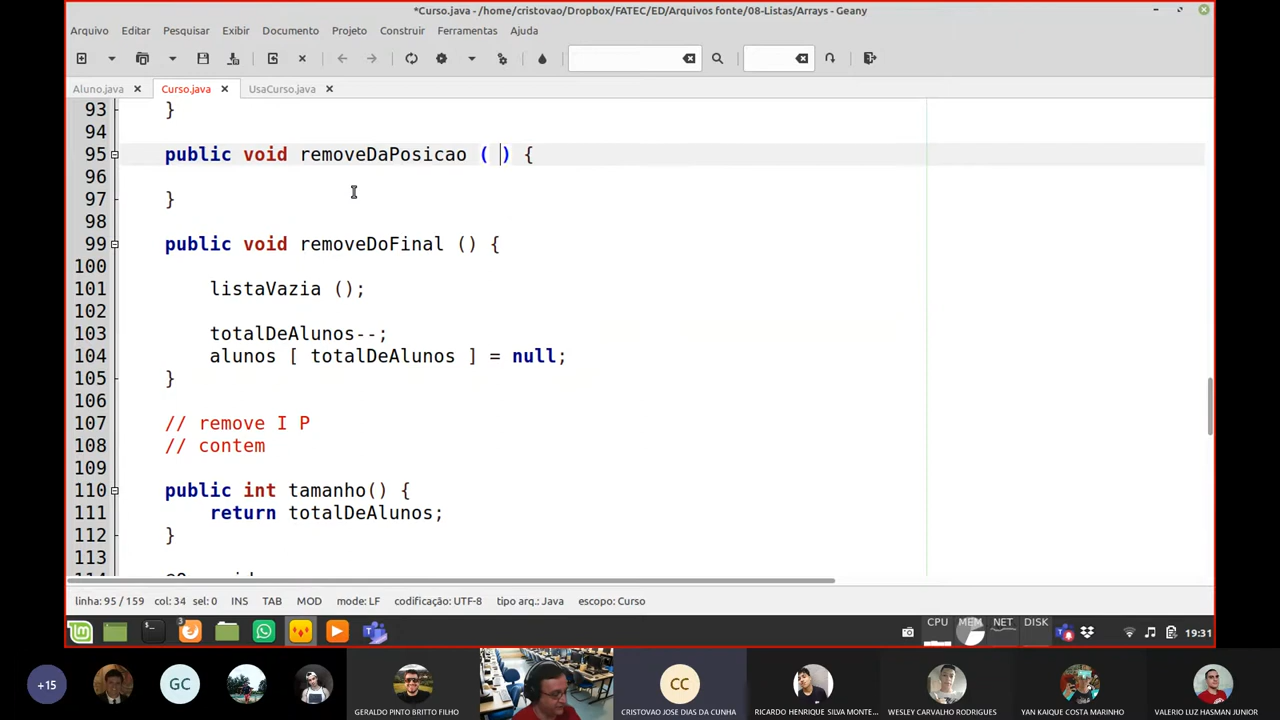 *Curso.java - /home/cristovao/Dropbox/FATEC/ED/Arquivos fonte/08-Listas/Arrays - Geany
Arquivo Editar Pesquisar Exibir Documento Projeto Construir Ferramentas Ajuda
Aluno.java Curso.java UsaCurso.java
93 }
94
95 public void removeDaPosicao ( ) {
96
97 }
98
99 public void removeDoFinal () {
100
101 listaVazia ();
102
103 totalDeAlunos--;
104 alunos [ totalDeAlunos ] = null;
105 }
106
107 // remove I P
108 // contem
109
110 public int tamanho() {
111 return totalDeAlunos;
112 }
113
linha: 95 / 159 col: 34 sel: 0 INS TAB MOD mode: LF codificação: UTF-8 tipo arq.: Java escopo: Curso
3 CPU MEM NET DISK 19:31
+15 GC CC
GERALDO PINTO BRITTO FILHO CRISTOVAO JOSE DIAS DA CUNHA RICARDO HENRIQUE SILVA MONTE... WESLEY CARVALHO RODRIGUES YAN KAIQUE COSTA MARINHO VALERIO LUZ HASMAN JUNIOR